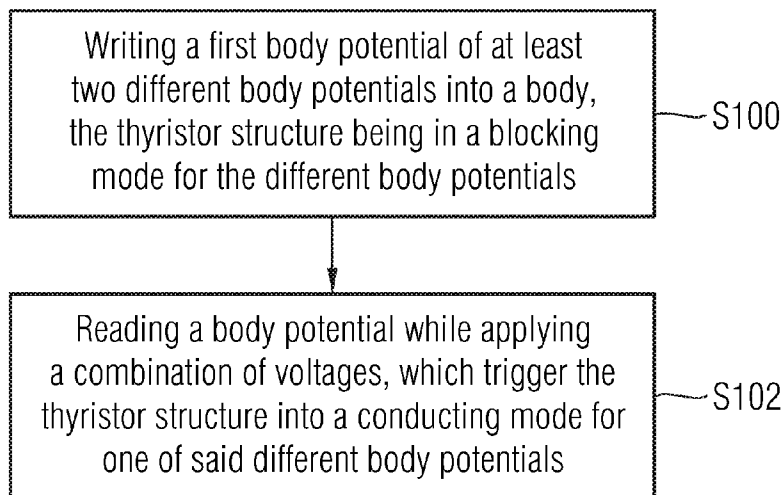 Writing a first body potential of at least
two different body potentials into a body,
the thyristor structure being in a blocking
mode for the different body potentials
S100
Reading a body potential while applying
a combination of voltages, which trigger the
thyristor structure into a conducting mode for
one of said different body potentials
S102